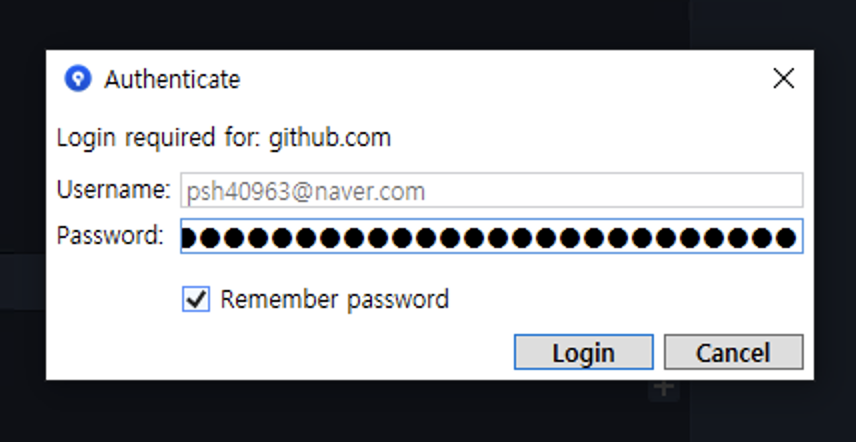 Authenticate
Login required for: github.com
Username: psh40963@naver.com
Password: ●●●●●●●●●●●●●●●●●●●●●●●●●●
Remember password
Login Cancel